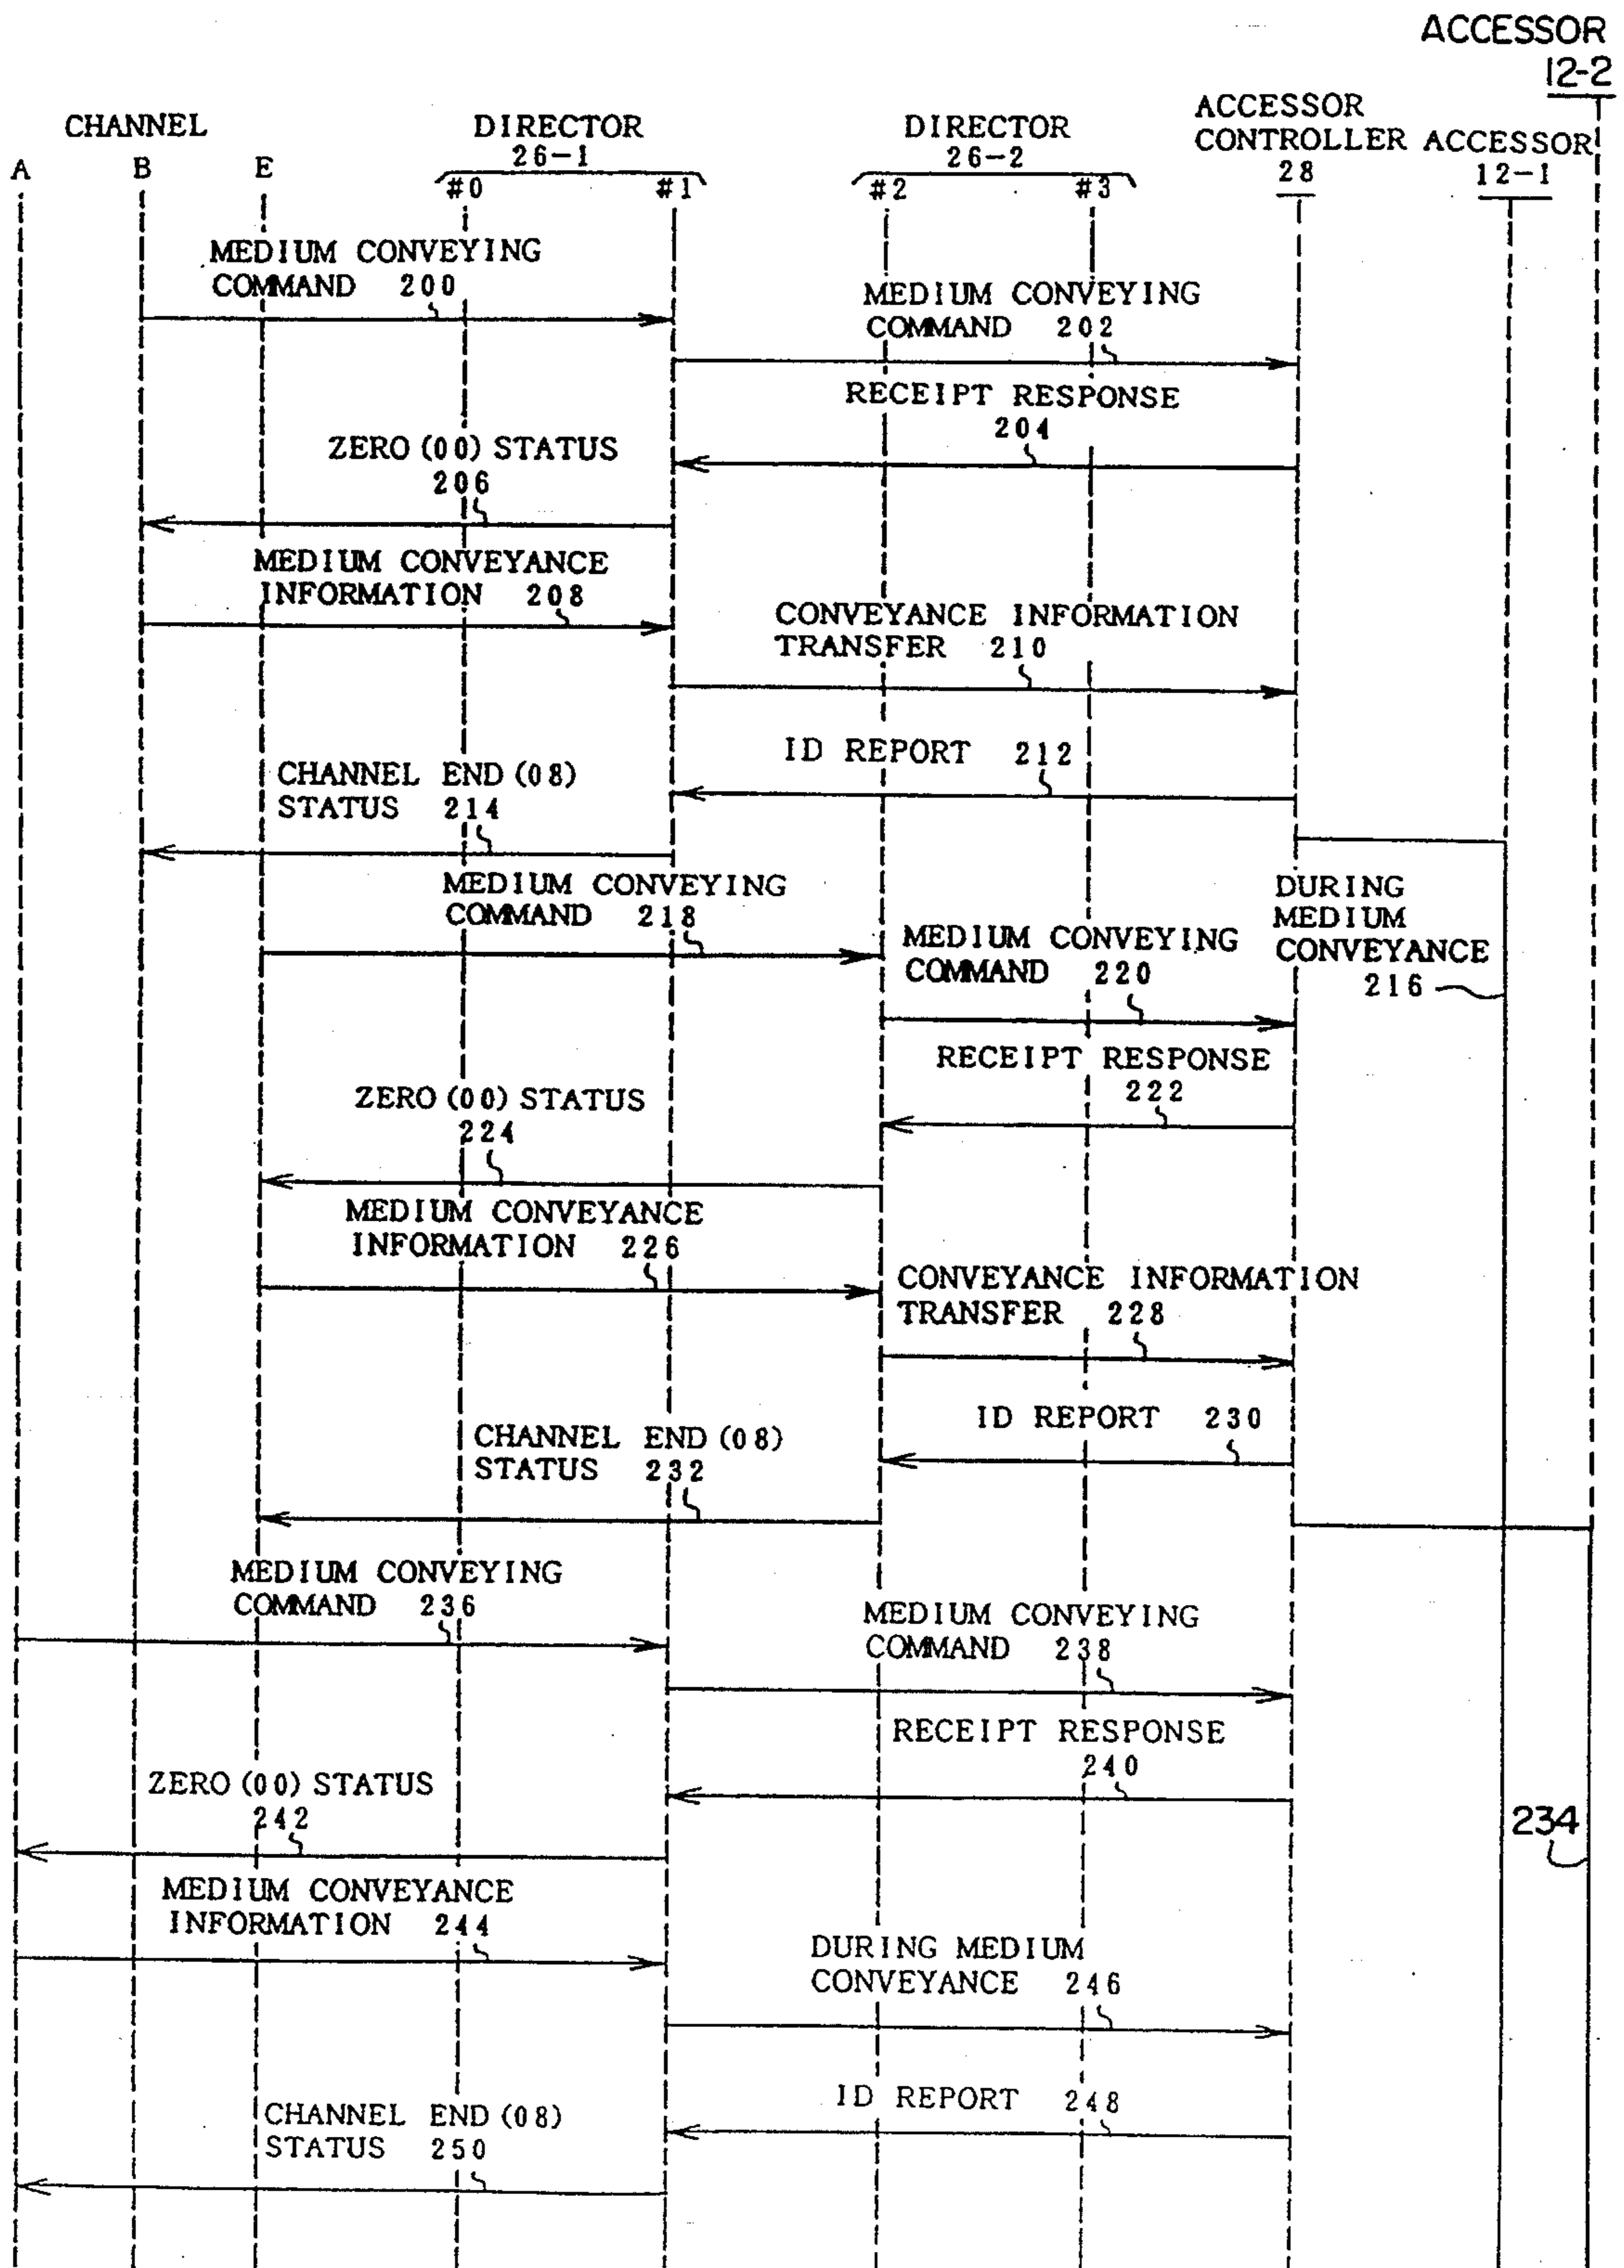 ACCESSOR
12-2
CHANNEL
DIRECTOR
26-1
DIRECTOR
26-2
ACCESSOR
CONTROLLER
28
ACCESSOR
12-1
A
B
E
#0
#1
#2
#3
MEDIUM CONVEYING
COMMAND 200
MEDIUM CONVEYING
COMMAND 202
RECEIPT RESPONSE
204
ZERO (00) STATUS
206
MEDIUM CONVEYANCE
INFORMATION 208
CONVEYANCE INFORMATION
TRANSFER 210
ID REPORT 212
CHANNEL END (08)
STATUS 214
DURING
MEDIUM
CONVEYANCE
216
MEDIUM CONVEYING
COMMAND 218
MEDIUM CONVEYING
COMMAND 220
RECEIPT RESPONSE
222
ZERO (00) STATUS
224
MEDIUM CONVEYANCE
INFORMATION 226
CONVEYANCE INFORMATION
TRANSFER 228
ID REPORT 230
CHANNEL END (08)
STATUS 232
MEDIUM CONVEYING
COMMAND 236
MEDIUM CONVEYING
COMMAND 238
RECEIPT RESPONSE
240
ZERO (00) STATUS
242
234
MEDIUM CONVEYANCE
INFORMATION 244
DURING MEDIUM
CONVEYANCE 246
ID REPORT 248
CHANNEL END (08)
STATUS 250